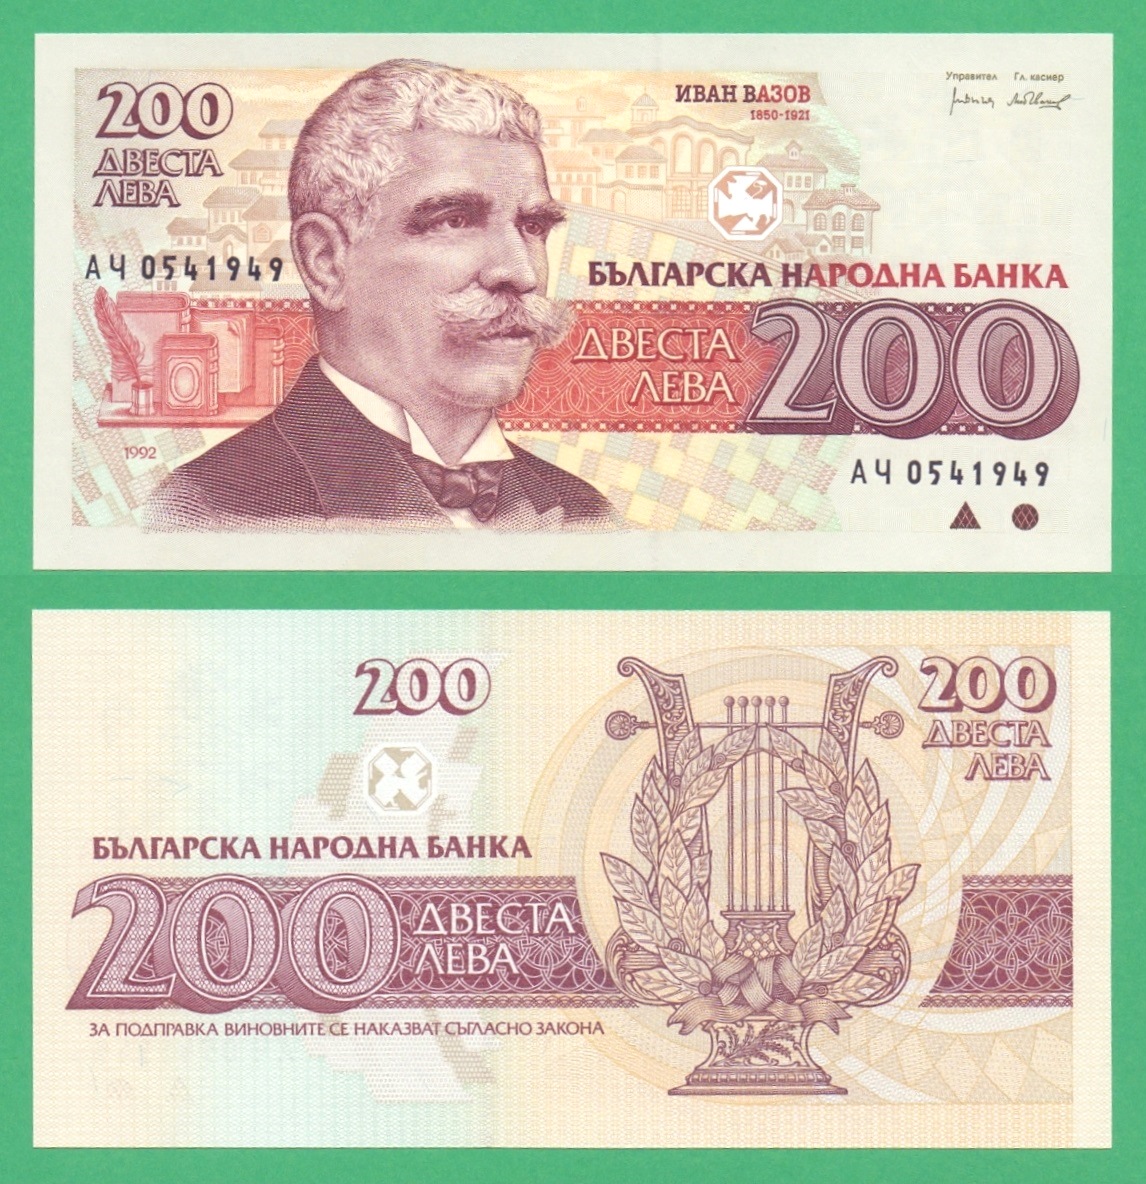 200
ДВЕСТА
ЛЕВА
ИВАН ВАЗОВ
1850-1921
Управител Гл. касиер
АЧ 0541949
БЪЛГАРСКА НАРОДНА БАНКА
ДВЕСТА
ЛЕВА
200
1992
АЧ 0541949
200
200
ДВЕСТА
ЛЕВА
БЪЛГАРСКА НАРОДНА БАНКА
200
ДВЕСТА
ЛЕВА
ЗА ПОДПРАВКА ВИНОВНИТЕ СЕ НАКАЗВАТ СЪГЛАСНО ЗАКОНА